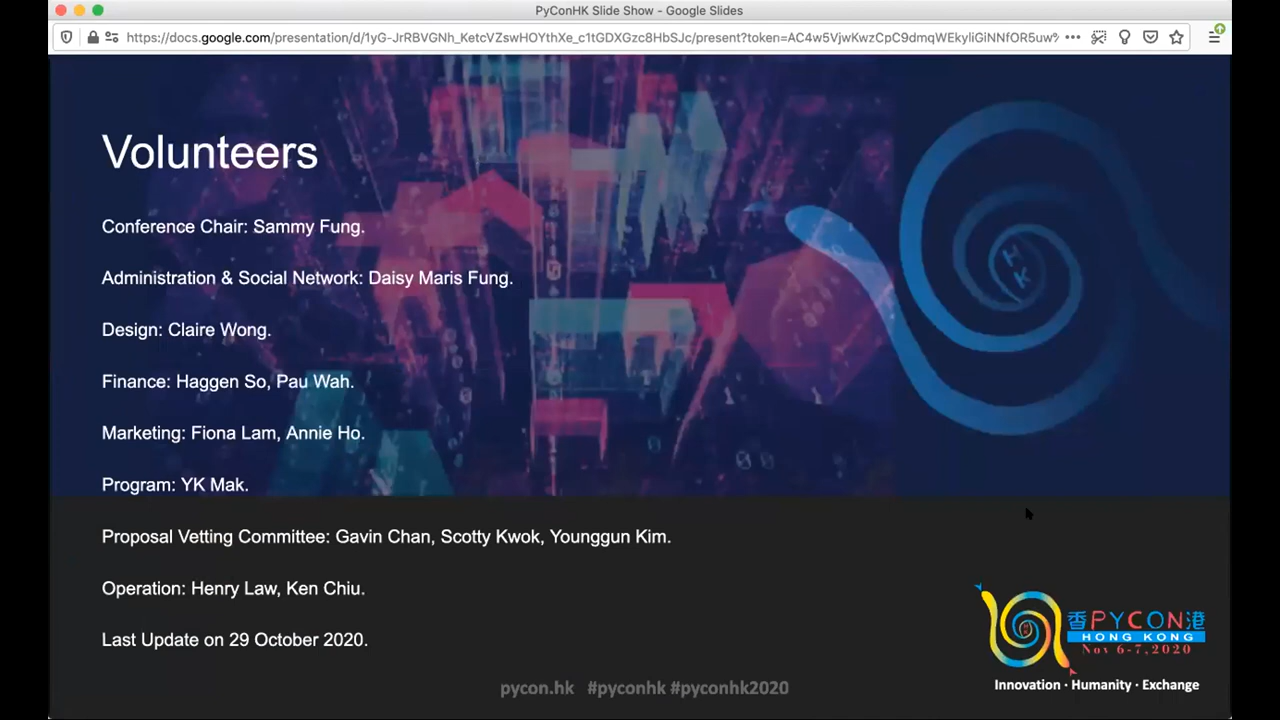 PyConHK Slide Show - Google Slides
https://docs.google.com/presentation/d/1yG-JrRBVGNh_KetcVZswHOYthXe_c1tGDXGzc8HbSJc/present?token=AC4w5VjwKwzCpC9dmqWEkyliGiNNfOR5uw%
Volunteers
Conference Chair: Sammy Fung.
Administration & Social Network: Daisy Maris Fung.
Design: Claire Wong.
Finance: Haggen So, Pau Wah.
Marketing: Fiona Lam, Annie Ho.
Program: YK Mak.
Proposal Vetting Committee: Gavin Chan, Scotty Kwok, Younggun Kim.
Operation: Henry Law, Ken Chiu.
Last Update on 29 October 2020.
HK
香PYCON港
HONG KONG
Nov 6-7,2020
Innovation · Humanity · Exchange
pycon.hk #pyconhk #pyconhk2020